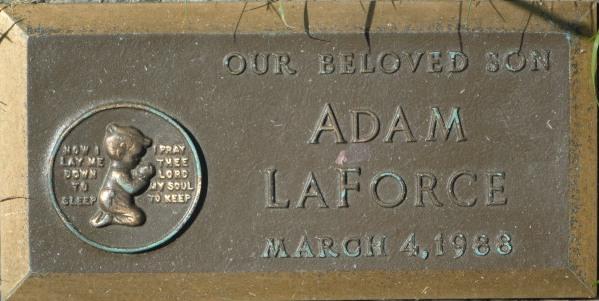 OUR BELOVED SON
ADAM
LAFORCE
MARCH 4, 1988
NOW I
LAY ME
DOWN
TO
SLEEP
I PRAY
THEE
LORD
MY SOUL
TO KEEP